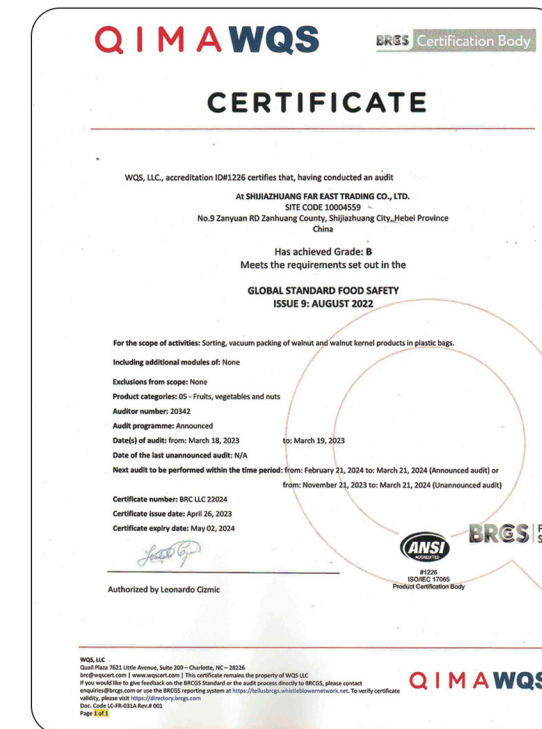 QIMAWQS
BRCS Certification Body
CERTIFICATE
WQS, LLC., accreditation ID#1226 certifies that, having conducted an audit
At SHIJIAZHUANG FAR EAST TRADING CO., LTD.
SITE CODE 10004559
No.9 Zanyuan RD Zanhuang County, Shijiazhuang City, Hebei Province
China
Has achieved Grade: B
Meets the requirements set out in the
GLOBAL STANDARD FOOD SAFETY
ISSUE 9: AUGUST 2022
For the scope of activities: Sorting, vacuum packing of walnut and walnut kernel products in plastic bags.
Including additional modules of: None
Exclusions from scope: None
Product categories: 05 - Fruits, vegetables and nuts
Auditor number: 20342
Audit programme: Announced
Date(s) of audit: from: March 18, 2023 to: March 19, 2023
Date of the last unannounced audit: N/A
Next audit to be performed within the time period: from: February 21, 2024 to: March 21, 2024 (Announced audit) or
from: November 21, 2023 to: March 21, 2024 (Unannounced audit)
Certificate number: BRC LLC 22024
Certificate issue date: April 26, 2023
Certificate expiry date: May 02, 2024
BRCGS
ANSI
ACCREDITED
#1226
ISO/IEC 17065
Product Certification Body
Authorized by Leonardo Cizmic
WQS, LLC
Quail Plaza 7621 Little Avenue, Suite 200 – Charlotte, NC – 28226
brc@wqscert.com | www.wqscert.com | This certificate remains the property of WQS LLC
If you would like to give feedback on the BRCGS Standard or the audit process directly to BRCGS, please contact
enquiries@brcgs.com or use the BRCGS reporting system at https://tellusbrcgs.whistleblowernetwork.net. To verify certificate
validity, please visit https://directory.brcgs.com
Doc. Code LC-FR-031A Rev.# 001
Page 1 of 1
QIMAWQS